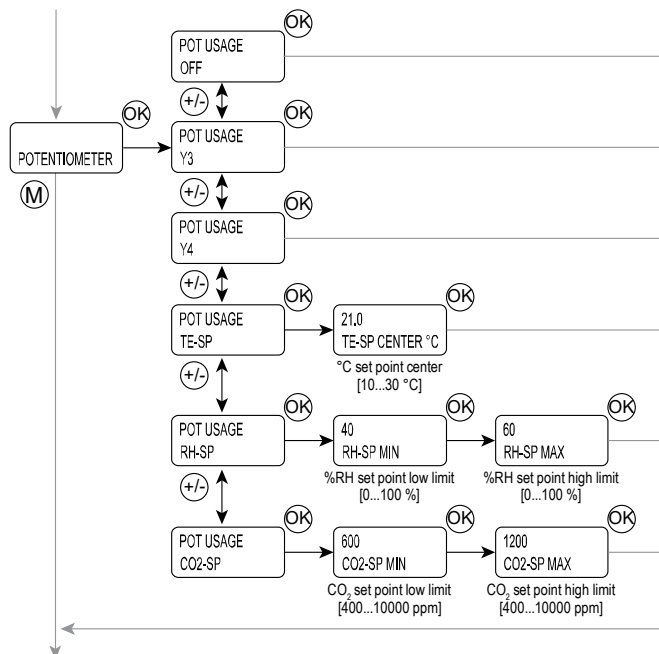 OK
POT USAGE
OFF
+/-
OK
OK
POTENTIOMETER
POT USAGE
Y3
M
+/-
OK
POT USAGE
Y4
+/-
OK
OK
POT USAGE
TE-SP
21.0
TE-SP CENTER °C
°C set point center
[10...30 °C]
+/-
OK
OK
OK
POT USAGE
RH-SP
40
RH-SP MIN
60
RH-SP MAX
%RH set point low limit
[0...100 %]
%RH set point high limit
[0...100 %]
+/-
OK
OK
OK
POT USAGE
CO2-SP
600
CO2-SP MIN
1200
CO2-SP MAX
CO₂ set point low limit
[400...10000 ppm]
CO₂ set point high limit
[400...10000 ppm]